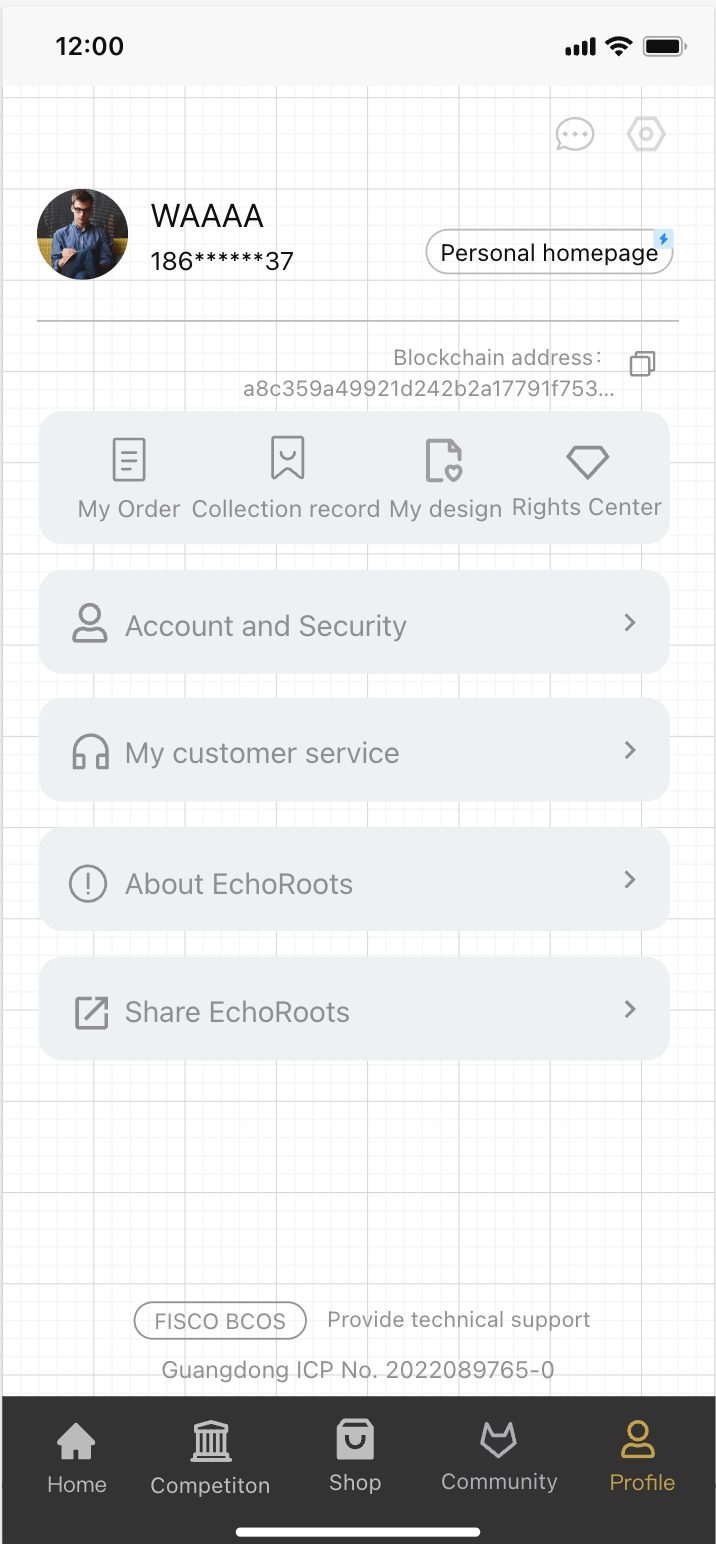 12:00
WAAAA
186******37
Personal homepage
Blockchain address:
a8c359a49921d242b2a17791f753...
My Order
Collection record
My design
Rights Center
Account and Security
My customer service
About EchoRoots
Share EchoRoots
FISCO BCOS
Provide technical support
Guangdong ICP No. 2022089765-0
Home
Competiton
Shop
Community
Profile